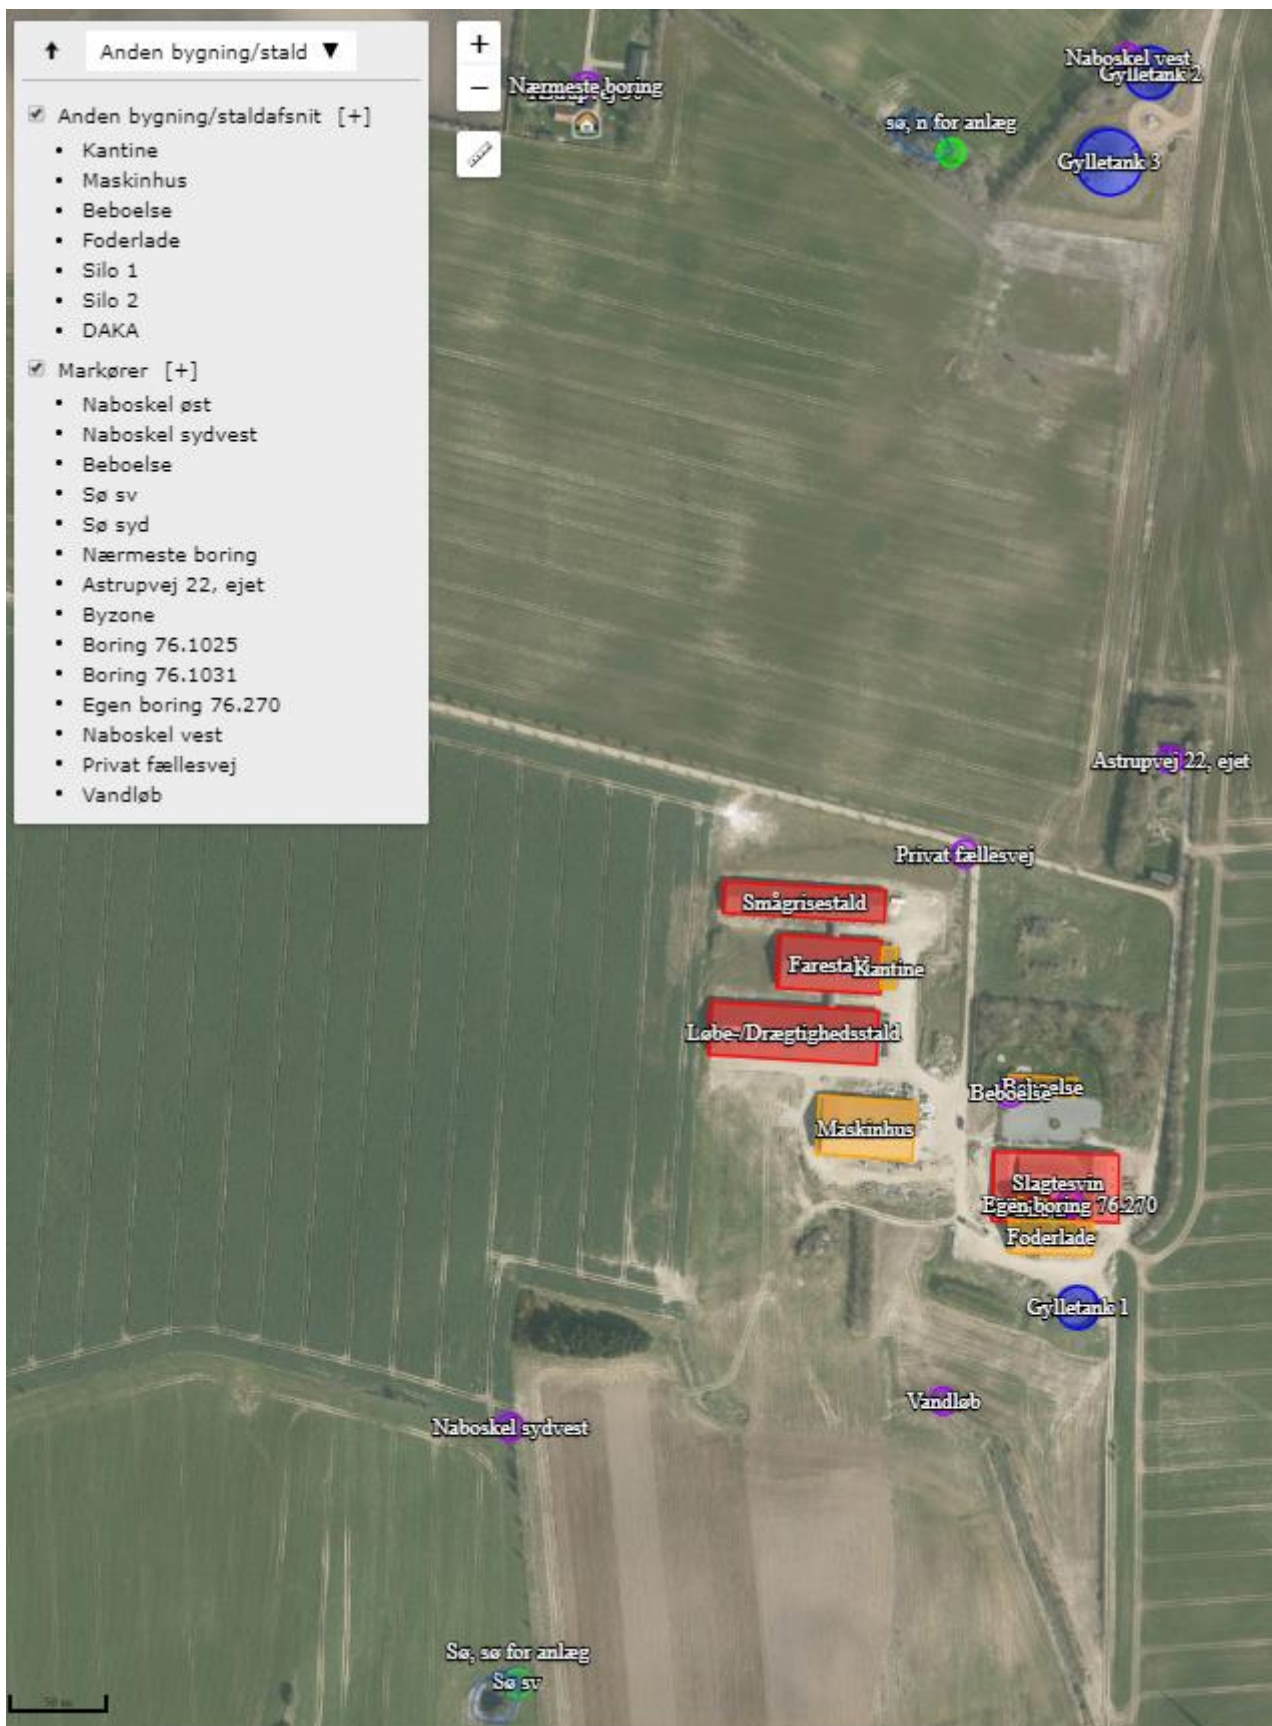 Anden bygning/stald ▼
Anden bygning/staldafsnit [+]
Kantine
Maskinhus
Beboelse
Foderlade
Silo 1
Silo 2
DAKA
Markører [+]
Naboskel øst
Naboskel sydvest
Beboelse
Sø sv
Sø syd
Nærmeste boring
Astrupvej 22, ejet
Byzone
Boring 76.1025
Boring 76.1031
Egen boring 76.270
Naboskel vest
Privat fællesvej
Vandløb
+
−
Nærmeste boring
Naboskel vest
Gylletank 2
sø, n for anlæg
Gylletank 3
Astrupvej 22, ejet
Privat fællesvej
Smågrisestald
Farestald
Kantine
Løbe-/Drægtighedsstald
Beboelse
Beboelse
Maskinhus
Slagtesvin
Egen boring 76.270
Foderlade
Gylletank 1
Vandløb
Naboskel sydvest
Sø, sø for anlæg
Sø sv
50 m